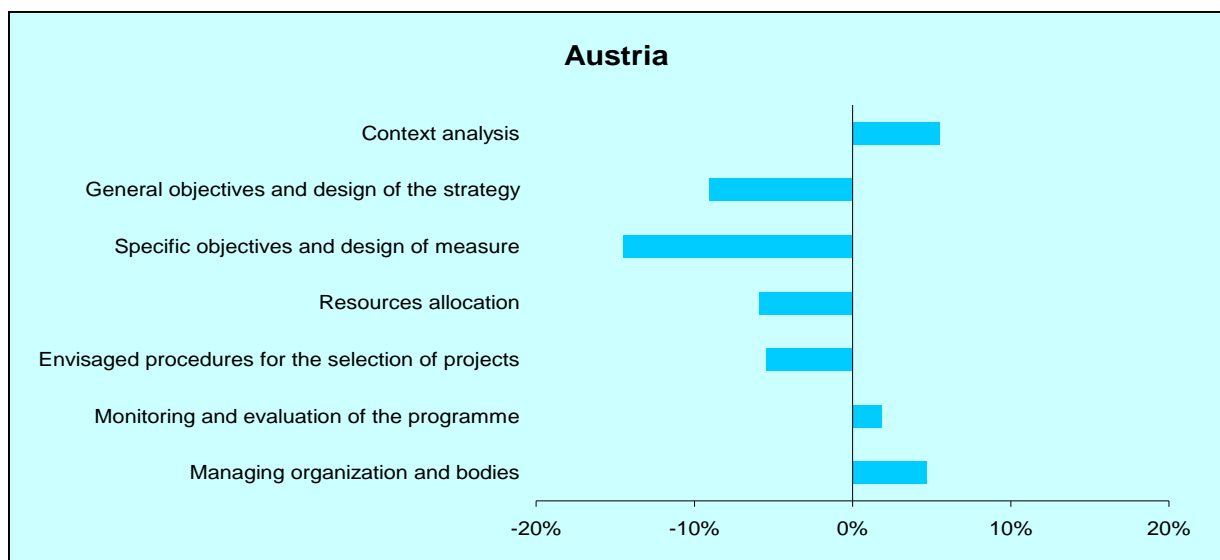 Austria
Context analysis
General objectives and design of the strategy
Specific objectives and design of measure
Resources allocation
Envisaged procedures for the selection of projects
Monitoring and evaluation of the programme
Managing organization and bodies
-20% -10% 0% 10% 20%